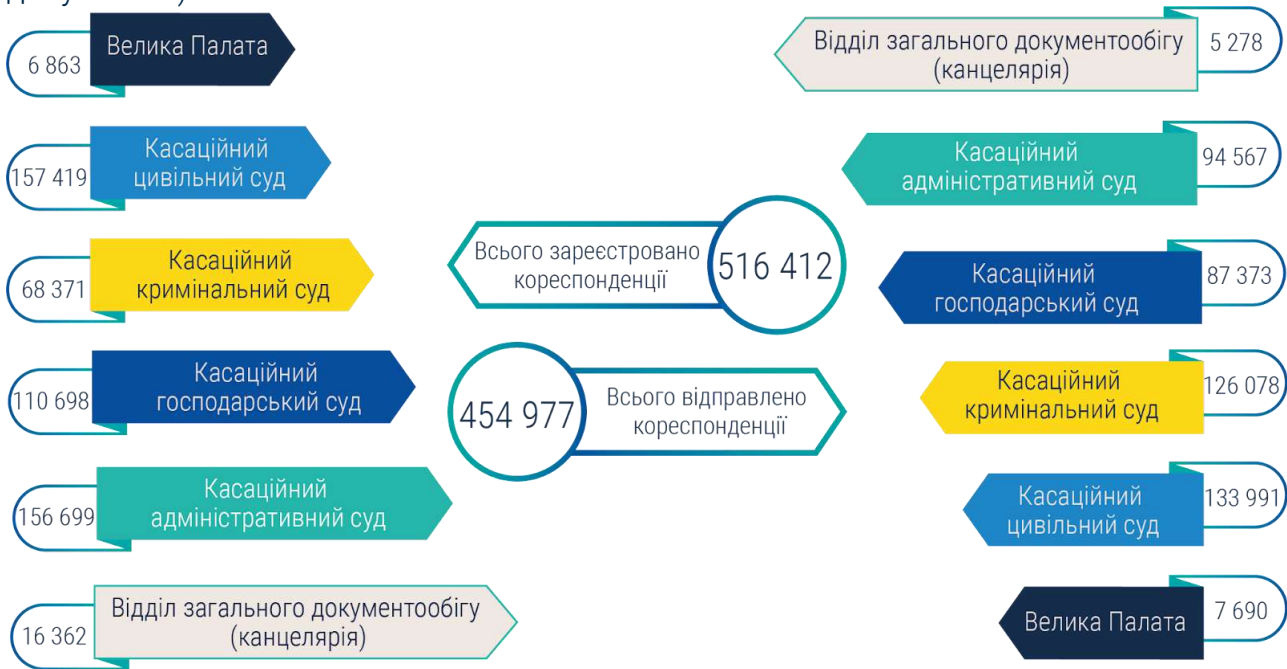 6 863
Велика Палата
157 419
Касаційний
цивільний суд
68 371
Касаційний
кримінальний суд
110 698
Касаційний
господарський суд
156 699
Касаційний
адміністративний суд
16 362
Відділ загального документообігу
(канцелярія)
Всього зареєстровано
кореспонденції
516 412
454 977
Всього відправлено
кореспонденції
Відділ загального документообігу
(канцелярія)
5 278
Касаційний
адміністративний суд
94 567
Касаційний
господарський суд
87 373
Касаційний
кримінальний суд
126 078
Касаційний
цивільний суд
133 991
Велика Палата
7 690